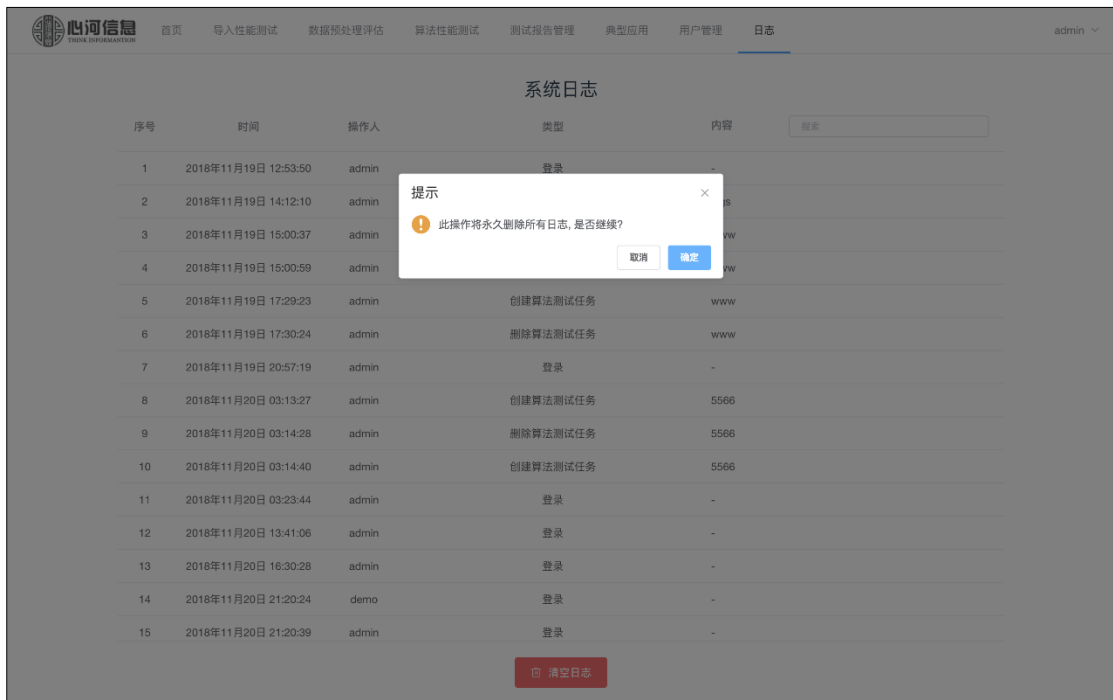 心河信息 首页 导入性能测试 数据预处理评估 算法性能测试 测试报告管理 典型应用 用户管理 日志 admin
THINK INFORMANTION
系统日志
序号 时间 操作人 类型 内容 搜索
1 2018年11月19日 12:53:50 admin 登录 -
2 2018年11月19日 14:12:10 admin
3 2018年11月19日 15:00:37 admin
4 2018年11月19日 15:00:59 admin
提示
此操作将永久删除所有日志, 是否继续?
取消 确定
5 2018年11月19日 17:29:23 admin 创建算法测试任务 www
6 2018年11月19日 17:30:24 admin 删除算法测试任务 www
7 2018年11月19日 20:57:19 admin 登录 -
8 2018年11月20日 03:13:27 admin 创建算法测试任务 5566
9 2018年11月20日 03:14:28 admin 删除算法测试任务 5566
10 2018年11月20日 03:14:40 admin 创建算法测试任务 5566
11 2018年11月20日 03:23:44 admin 登录 -
12 2018年11月20日 13:41:06 admin 登录 -
13 2018年11月20日 16:30:28 admin 登录 -
14 2018年11月20日 21:20:24 demo 登录 -
15 2018年11月20日 21:20:39 admin 登录 -
清空日志